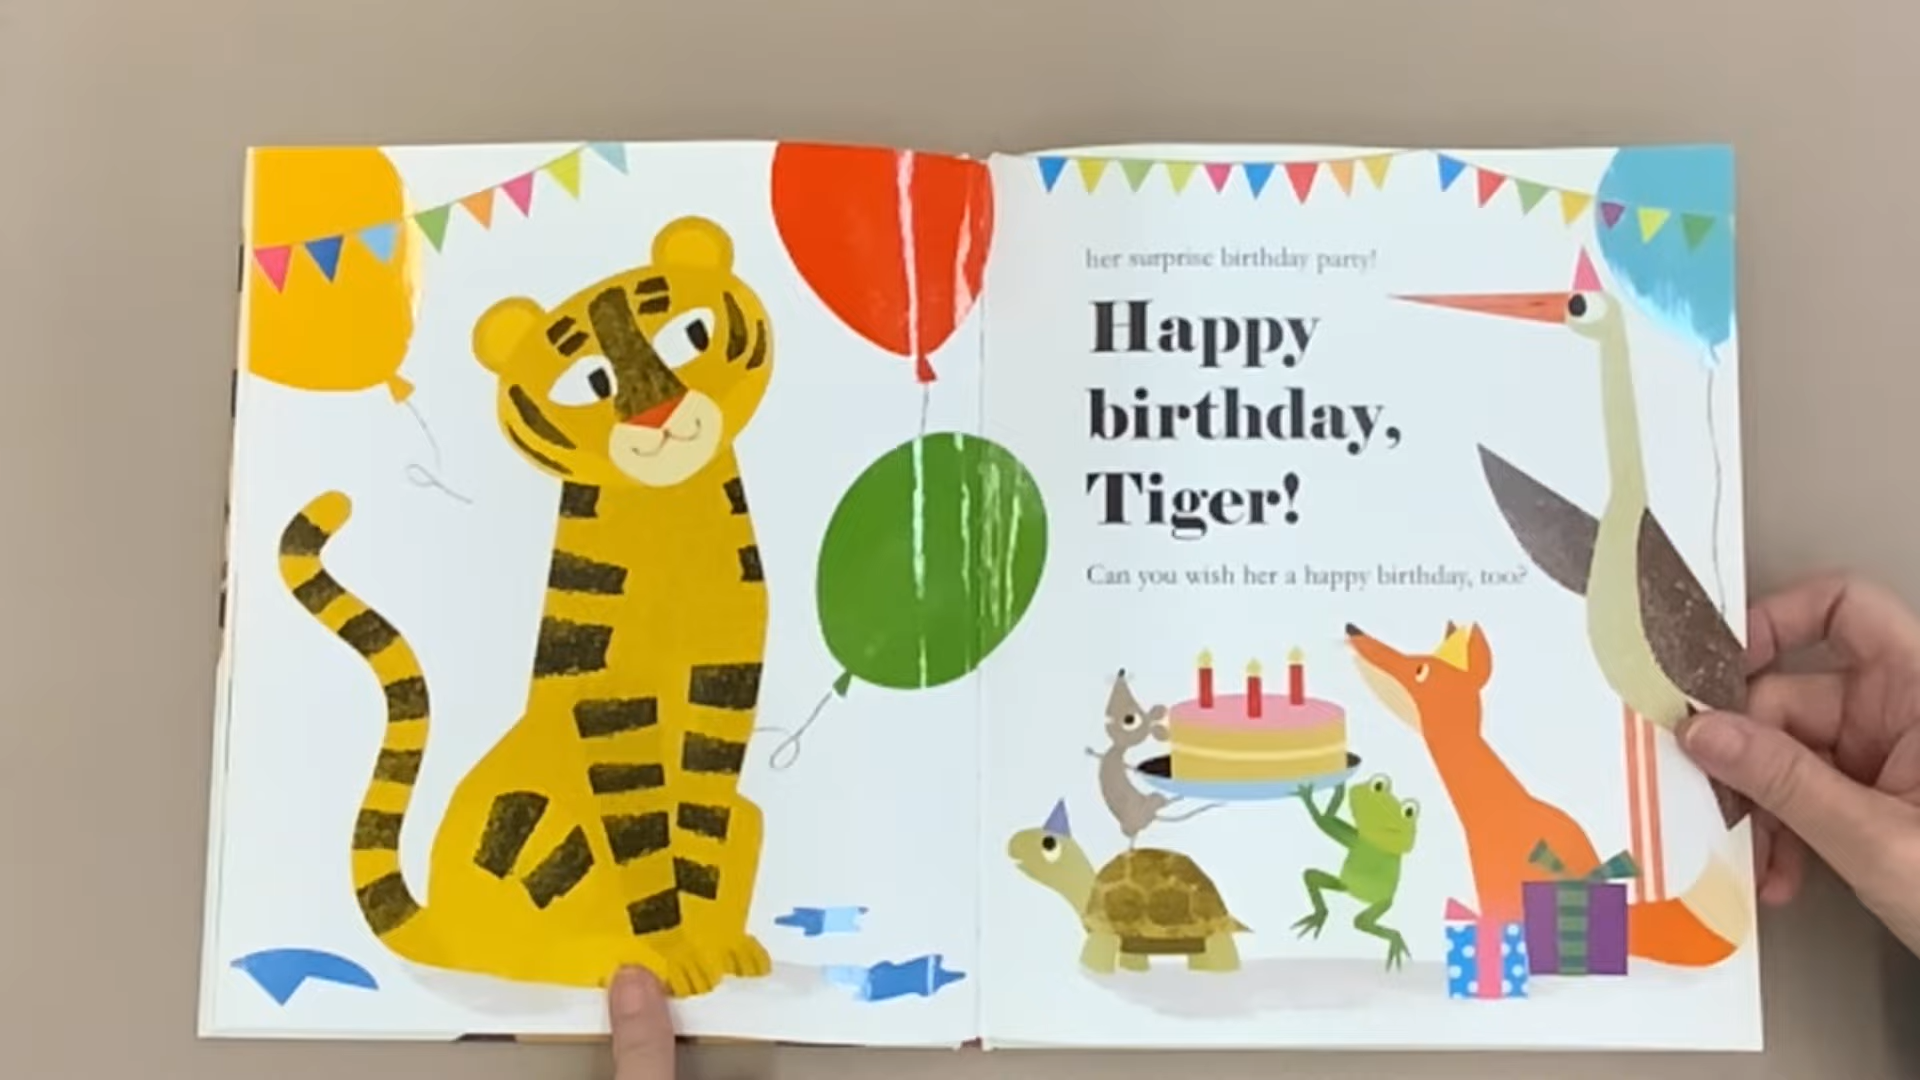 her surprise birthday party!
Happy
birthday,
Tiger!
Can you wish her a happy birthday, too?